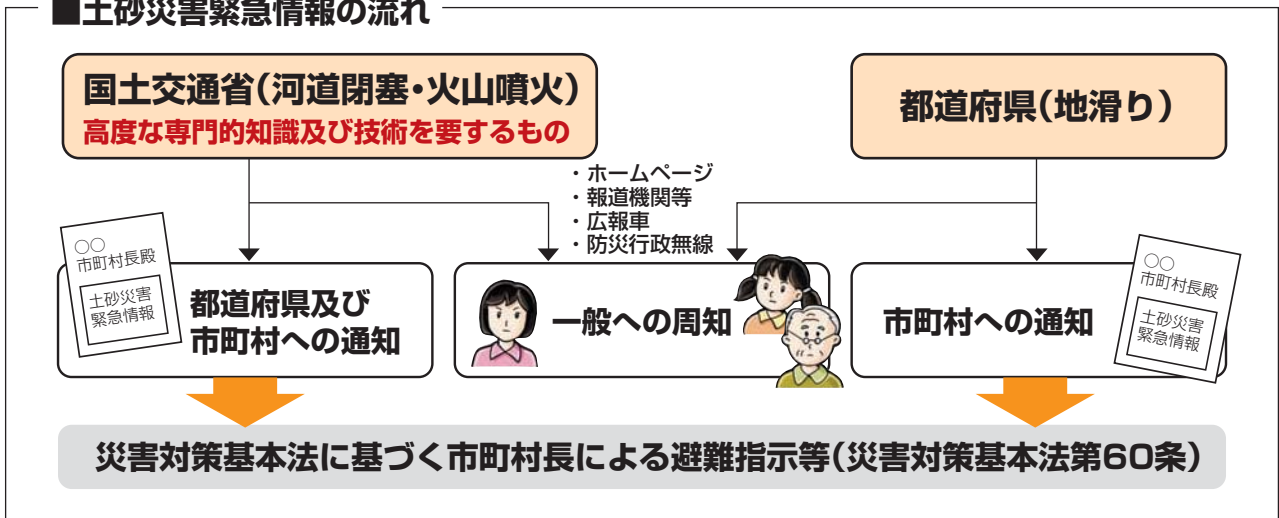 ■土砂災害緊急情報の流れ
国土交通省(河道閉塞・火山噴火)
高度な専門的知識及び技術を要するもの
都道府県(地滑り)
・ホームページ
・報道機関等
・広報車
・防災行政無線
○○
市町村長殿
土砂災害
緊急情報
都道府県及び
市町村への通知
一般への周知
市町村への通知
○○
市町村長殿
土砂災害
緊急情報
災害対策基本法に基づく市町村長による避難指示等(災害対策基本法第60条)